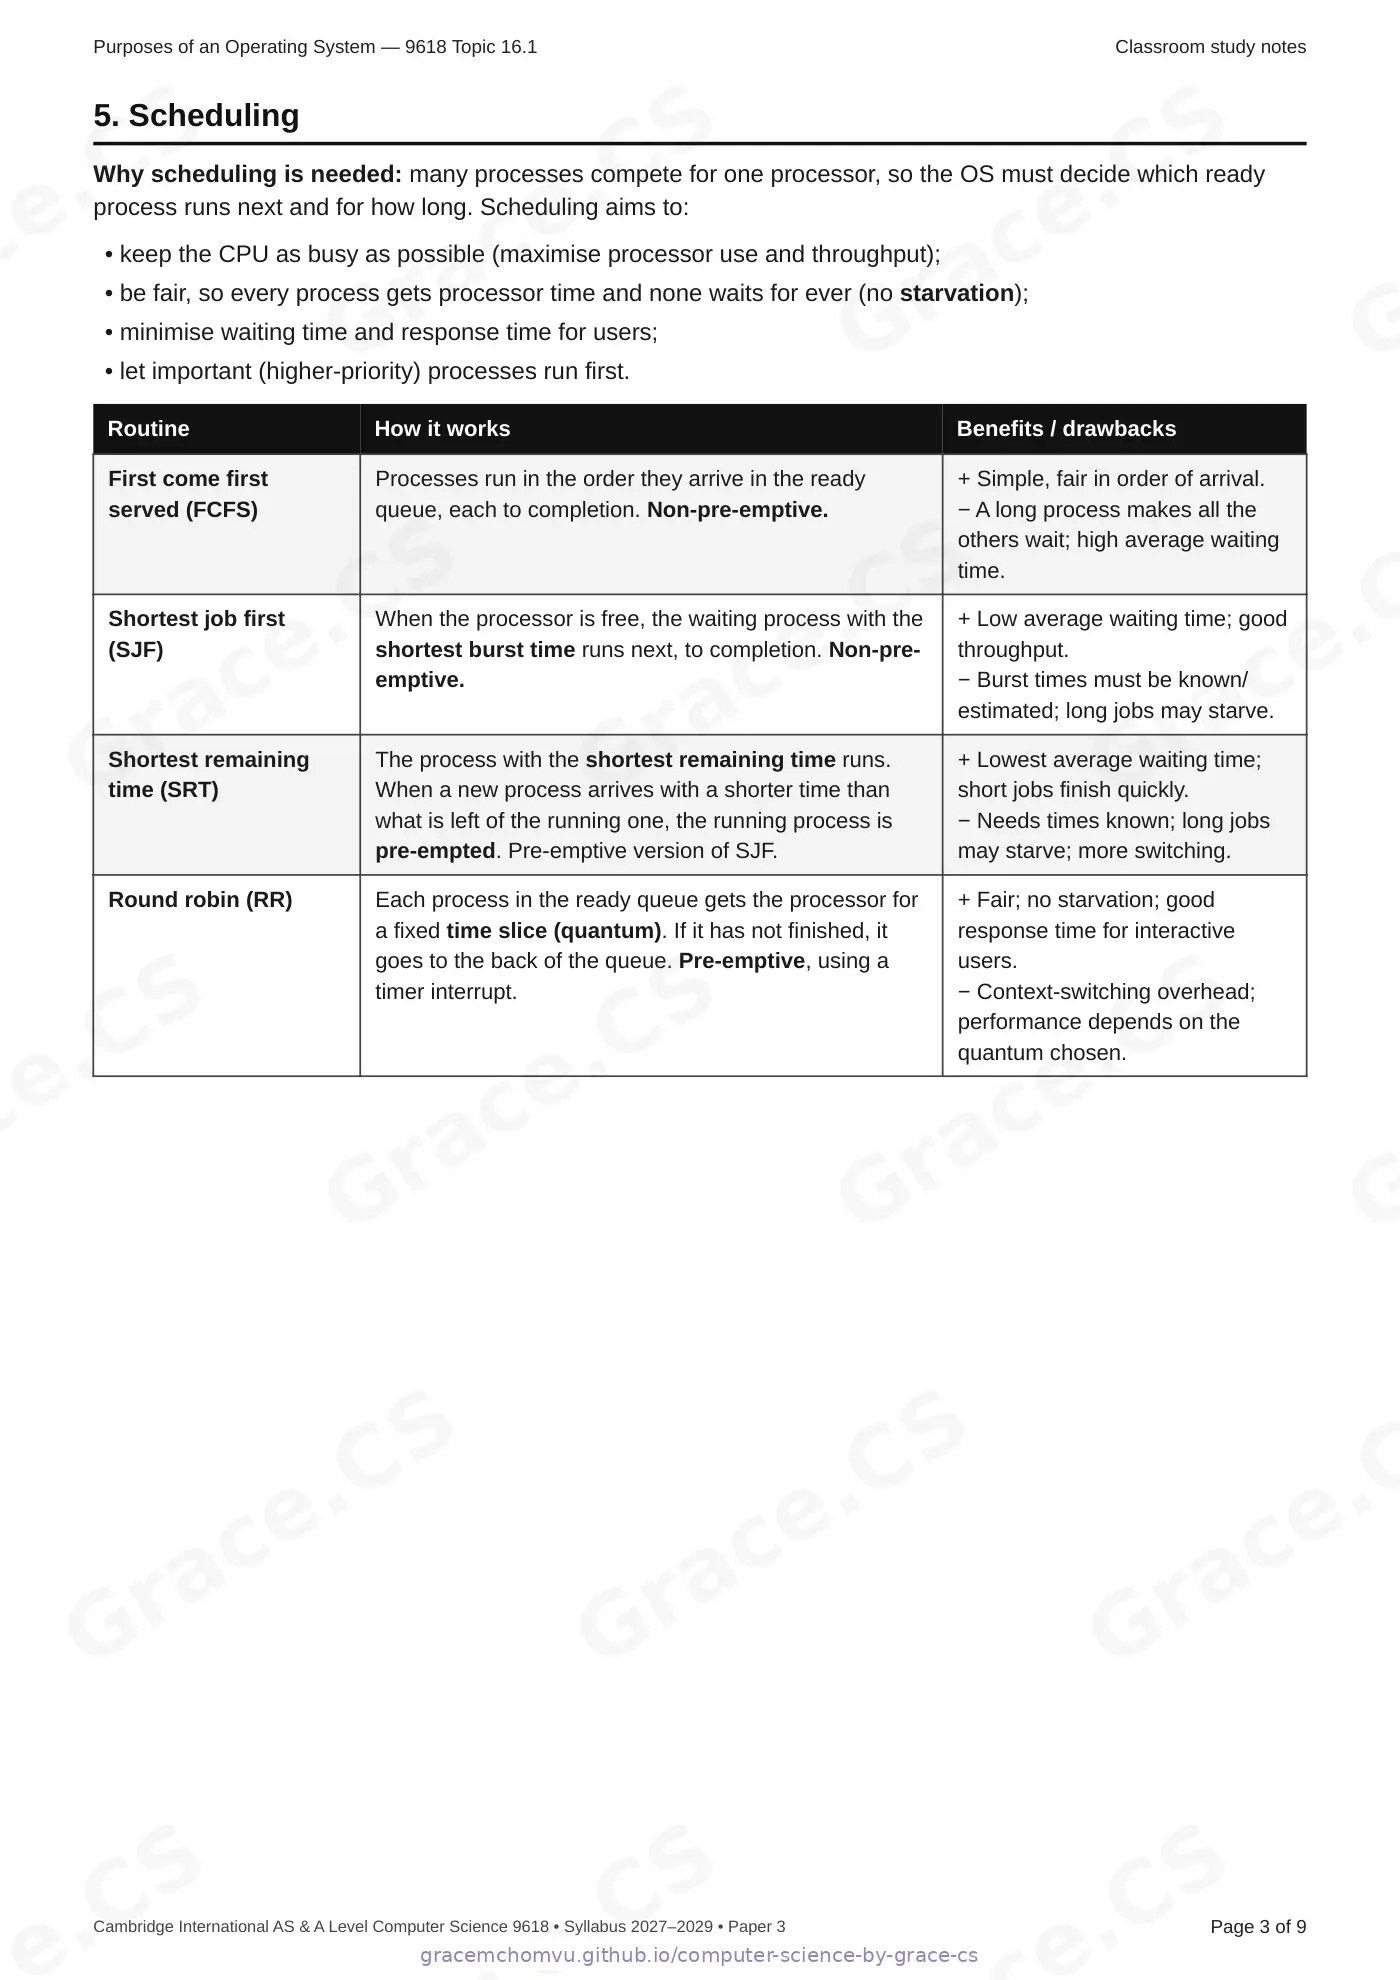 Purposes of an Operating System — 9618 Topic 16.1
Classroom study notes
5. Scheduling
Why scheduling is needed: many processes compete for one processor, so the OS must decide which ready
process runs next and for how long. Scheduling aims to:
• keep the CPU as busy as possible (maximise processor use and throughput);
• be fair, so every process gets processor time and none waits for ever (no starvation);
• minimise waiting time and response time for users;
• let important (higher-priority) processes run first.
Routine
How it works
Benefits / drawbacks
First come first
served (FCFS)
Processes run in the order they arrive in the ready
queue, each to completion. Non-pre-emptive.
+ Simple, fair in order of arrival.
− A long process makes all the
others wait; high average waiting
time.
Shortest job first
(SJF)
When the processor is free, the waiting process with the
shortest burst time runs next, to completion. Non-pre-
emptive.
+ Low average waiting time; good
throughput.
− Burst times must be known/
estimated; long jobs may starve.
Shortest remaining
time (SRT)
The process with the shortest remaining time runs.
When a new process arrives with a shorter time than
what is left of the running one, the running process is
pre-empted. Pre-emptive version of SJF.
+ Lowest average waiting time;
short jobs finish quickly.
− Needs times known; long jobs
may starve; more switching.
Round robin (RR)
Each process in the ready queue gets the processor for
a fixed time slice (quantum). If it has not finished, it
goes to the back of the queue. Pre-emptive, using a
timer interrupt.
+ Fair; no starvation; good
response time for interactive
users.
− Context-switching overhead;
performance depends on the
quantum chosen.
Grace.CS
Cambridge International AS & A Level Computer Science 9618 • Syllabus 2027–2029 • Paper 3
Page 3 of 9
gracemchomvu.github.io/computer-science-by-grace-cs